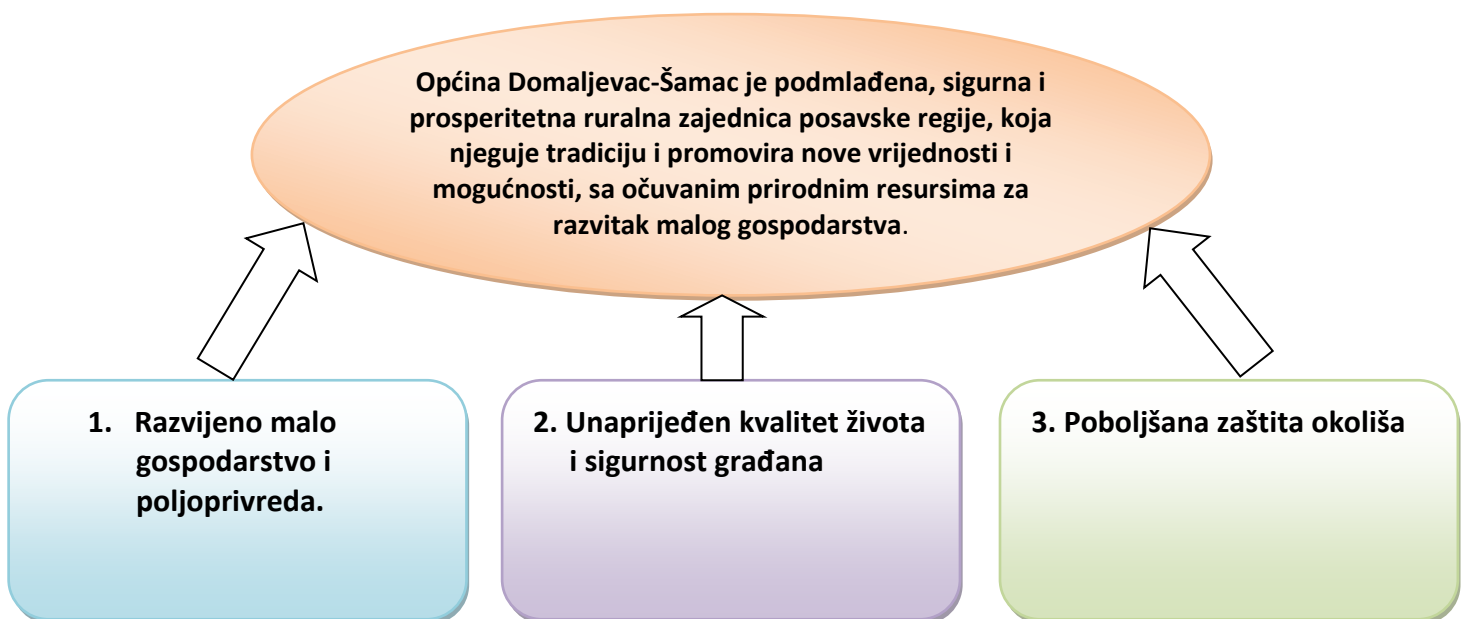 Općina Domaljevac-Šamac je podmlađena, sigurna i
prosperitetna ruralna zajednica posavske regije, koja
njeguje tradiciju i promovira nove vrijednosti i
mogućnosti, sa očuvanim prirodnim resursima za
razvitak malog gospodarstva.
1. Razvijeno malo
gospodarstvo i
poljoprivreda.
2. Unaprijeđen kvalitet života
i sigurnost građana
3. Poboljšana zaštita okoliša